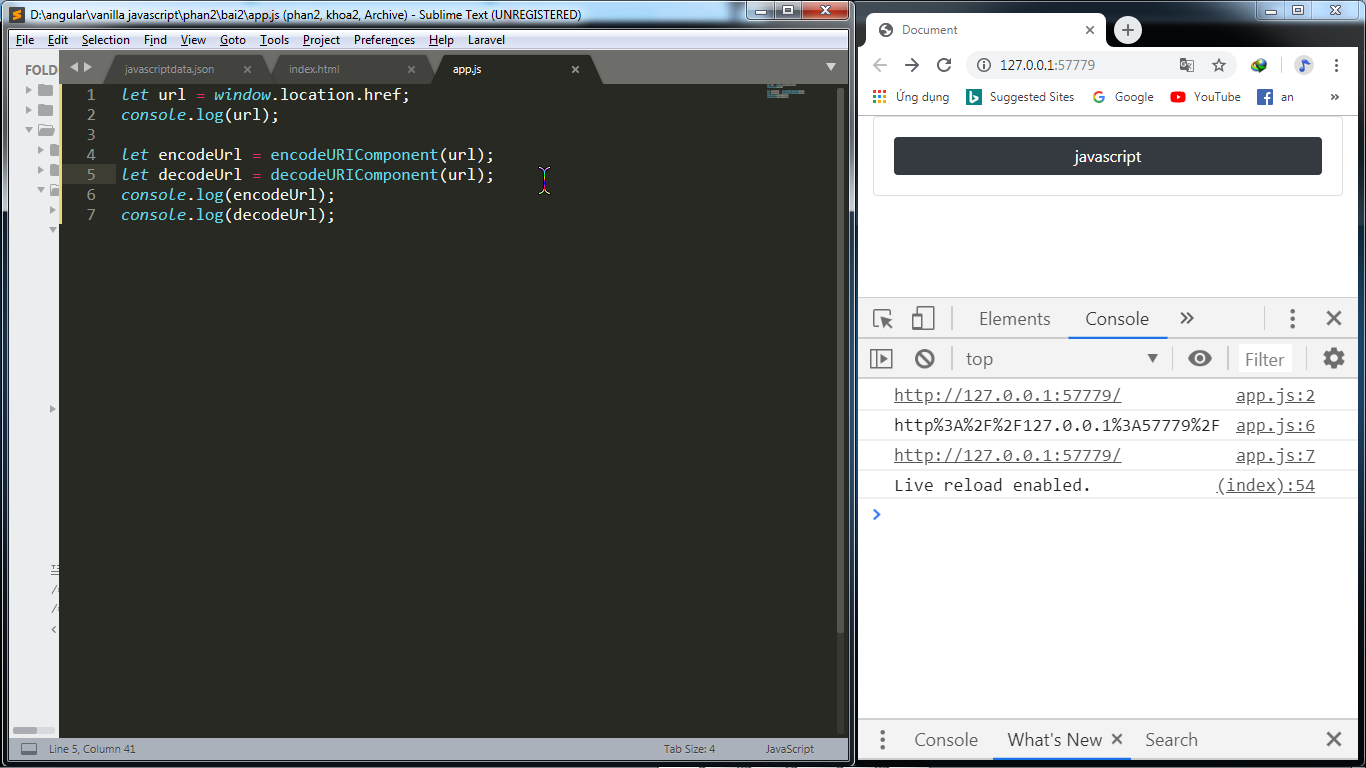 D:\angular\vanilla javascript\phan2\bai2\app.js (phan2, khoa2, Archive) - Sublime Text (UNREGISTERED)
File Edit Selection Find View Goto Tools Project Preferences Help Laravel
FOLD
javascriptdata.json × index.html × app.js ×
1 let url = window.location.href;
2 console.log(url);
3
4 let encodeUrl = encodeURIComponent(url);
5 let decodeUrl = decodeURIComponent(url);
6 console.log(encodeUrl);
7 console.log(decodeUrl);
Line 5, Column 41 Tab Size: 4 JavaScript
Document
127.0.0.1:57779
Ứng dụng Suggested Sites Google YouTube an »
javascript
Elements Console »
top Filter
http://127.0.0.1:57779/ app.js:2
http%3A%2F%2F127.0.0.1%3A57779%2F app.js:6
http://127.0.0.1:57779/ app.js:7
Live reload enabled. (index):54
>
Console What's New × Search